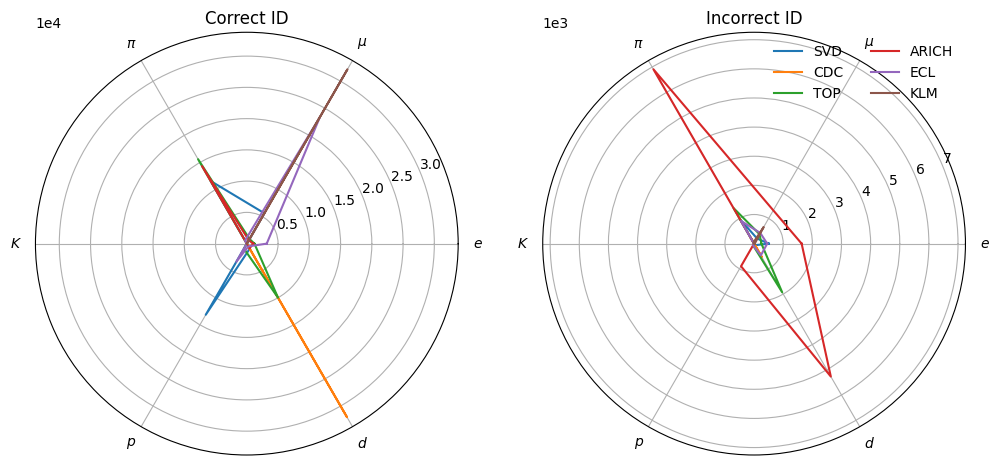 Correct ID
1e4
π
μ
K
e
p
d
0.5
1.0
1.5
2.0
2.5
3.0
Incorrect ID
1e3
π
μ
K
e
p
d
1
2
3
4
5
6
7
SVD
CDC
TOP
ARICH
ECL
KLM